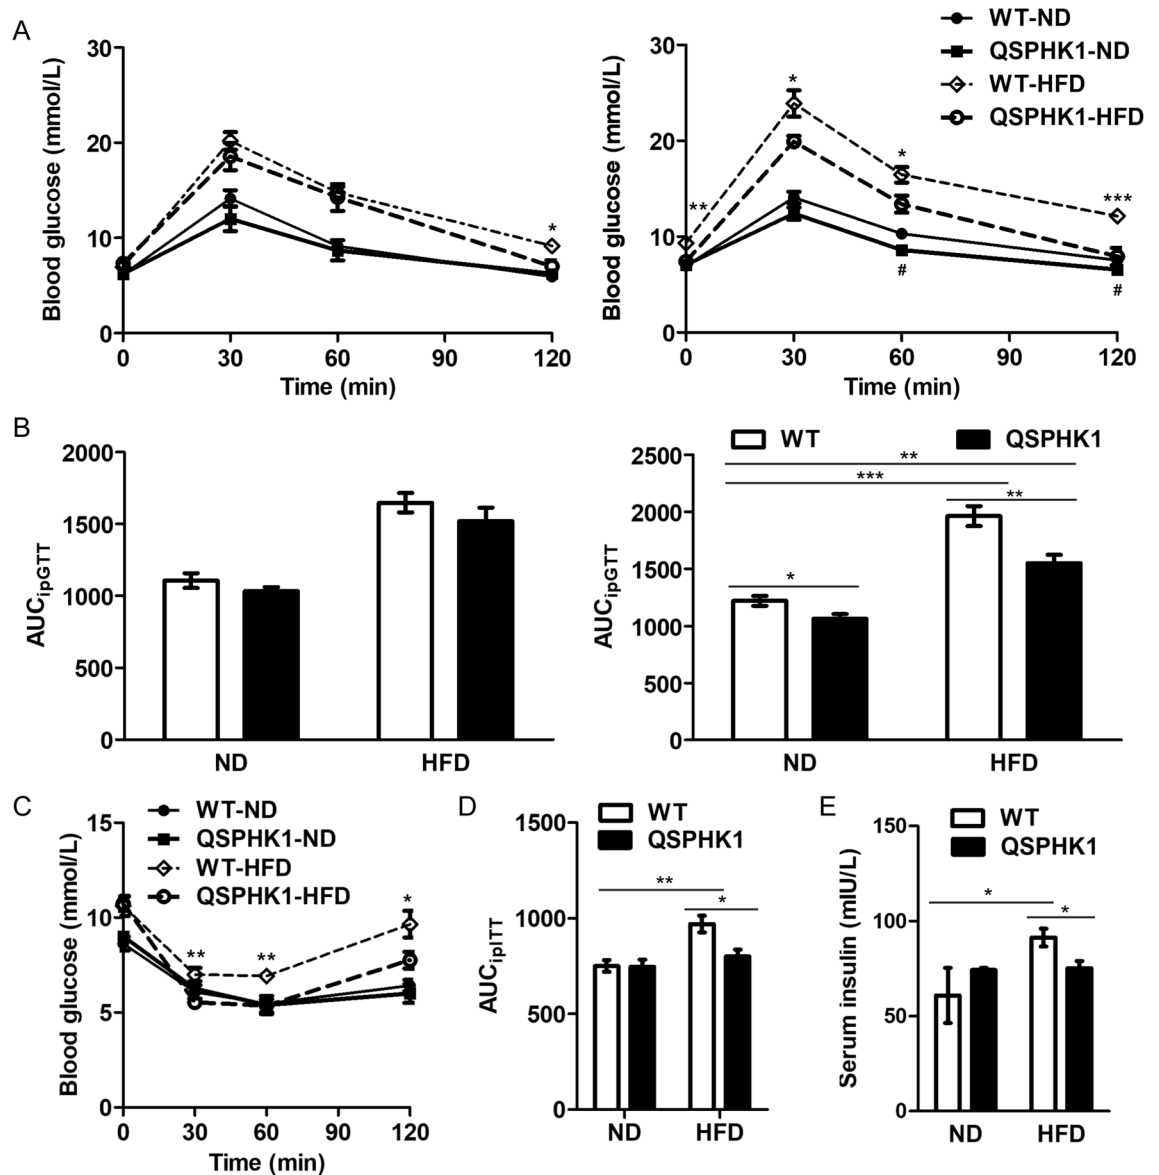 A
WT-ND
QSPHK1-ND
WT-HFD
QSPHK1-HFD
Blood glucose (mmol/L)
30
20
10
0
*
0 30 60 90 120
Time (min)
Blood glucose (mmol/L)
30
20
10
0
**
*
*
***
#
#
0 30 60 90 120
Time (min)
B
AUCipGTT
2000
1500
1000
500
0
ND HFD
WT QSPHK1
AUCipGTT
2500
2000
1500
1000
500
0
**
***
**
*
ND HFD
C
WT-ND
QSPHK1-ND
WT-HFD
QSPHK1-HFD
Blood glucose (mmol/L)
15
10
5
0
**
**
*
0 30 60 90 120
Time (min)
D
WT
QSPHK1
AUCipITT
1500
1000
500
0
**
*
ND HFD
E
WT
QSPHK1
Serum insulin (mIU/L)
150
100
50
0
*
*
ND HFD